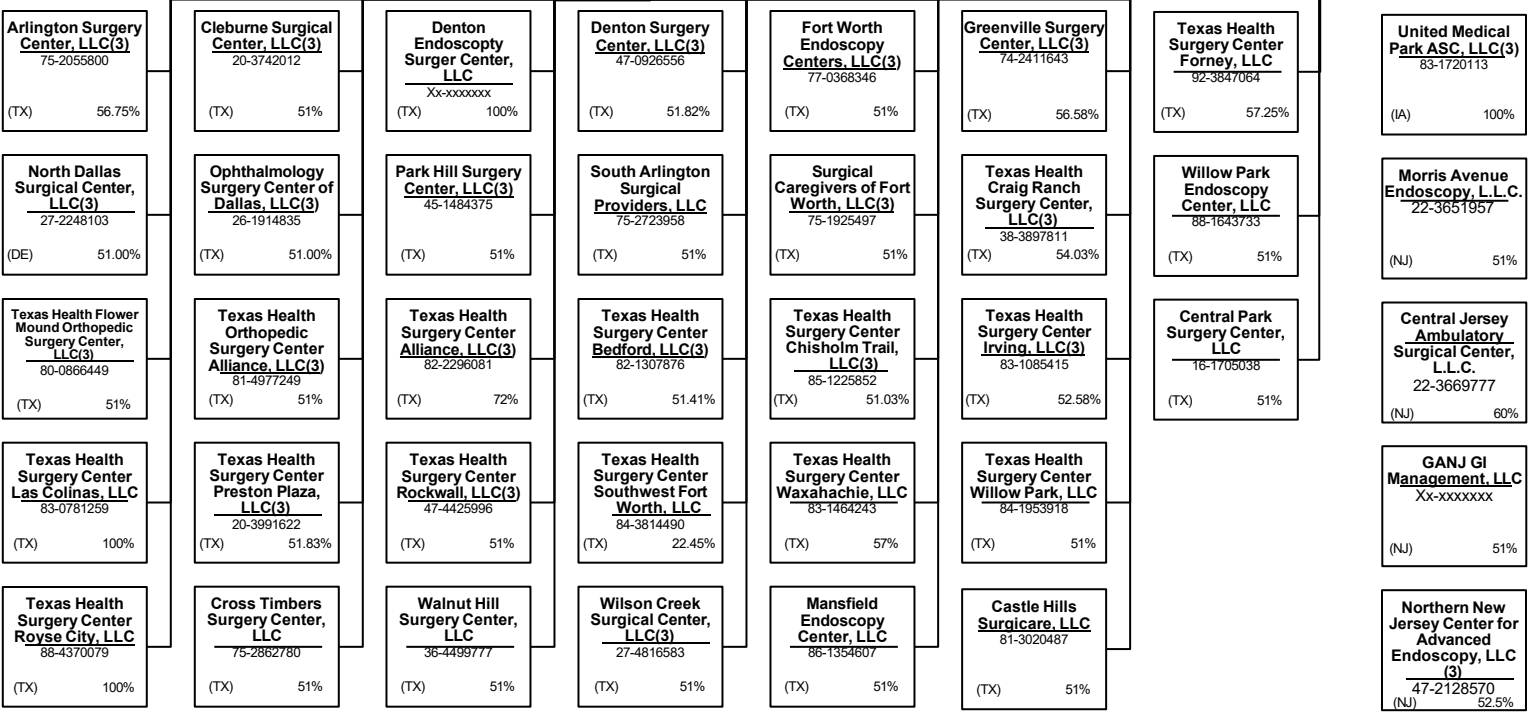 Arlington Surgery
Center, LLC(3)
75-2055800
(TX) 56.75%
Cleburne Surgical
Center, LLC(3)
20-3742012
(TX) 51%
Denton
Endoscopty
Surger Center,
LLC
Xx-xxxxxxx
(TX) 100%
Denton Surgery
Center, LLC(3)
47-0926556
(TX) 51.82%
Fort Worth
Endoscopy
Centers, LLC(3)
77-0368346
(TX) 51%
Greenville Surgery
Center, LLC(3)
74-2411643
(TX) 56.58%
Texas Health
Surgery Center
Forney, LLC
92-3847064
(TX) 57.25%
United Medical
Park ASC, LLC(3)
83-1720113
(IA) 100%
North Dallas
Surgical Center,
LLC(3)
27-2248103
(DE) 51.00%
Ophthalmology
Surgery Center of
Dallas, LLC(3)
26-1914835
(TX) 51.00%
Park Hill Surgery
Center, LLC(3)
45-1484375
(TX) 51%
South Arlington
Surgical
Providers, LLC
75-2723958
(TX) 51%
Surgical
Caregivers of Fort
Worth, LLC(3)
75-1925497
(TX) 51%
Texas Health
Craig Ranch
Surgery Center,
LLC(3)
38-3897811
(TX) 54.03%
Willow Park
Endoscopy
Center, LLC
88-1643733
(TX) 51%
Morris Avenue
Endoscopy, L.L.C.
22-3651957
(NJ) 51%
Texas Health Flower
Mound Orthopedic
Surgery Center,
LLC(3)
80-0866449
(TX) 51%
Texas Health
Orthopedic
Surgery Center
Alliance, LLC(3)
81-4977249
(TX) 51%
Texas Health
Surgery Center
Alliance, LLC(3)
82-2296081
(TX) 72%
Texas Health
Surgery Center
Bedford, LLC(3)
82-1307876
(TX) 51.41%
Texas Health
Surgery Center
Chisholm Trail,
LLC(3)
85-1225852
(TX) 51.03%
Texas Health
Surgery Center
Irving, LLC(3)
83-1085415
(TX) 52.58%
Central Park
Surgery Center,
LLC
16-1705038
(TX) 51%
Central Jersey
Ambulatory
Surgical Center,
L.L.C.
22-3669777
(NJ) 60%
Texas Health
Surgery Center
Las Colinas, LLC
83-0781259
(TX) 100%
Texas Health
Surgery Center
Preston Plaza,
LLC(3)
20-3991622
(TX) 51.83%
Texas Health
Surgery Center
Rockwall, LLC(3)
47-4425996
(TX) 51%
Texas Health
Surgery Center
Southwest Fort
Worth, LLC
84-3814490
(TX) 22.45%
Texas Health
Surgery Center
Waxahachie, LLC
83-1464243
(TX) 57%
Texas Health
Surgery Center
Willow Park, LLC
84-1953918
(TX) 51%
GANJ GI
Management, LLC
Xx-xxxxxxx
(NJ) 51%
Texas Health
Surgery Center
Royse City, LLC
88-4370079
(TX) 100%
Cross Timbers
Surgery Center,
LLC
75-2862780
(TX) 51%
Walnut Hill
Surgery Center,
LLC
36-4499777
(TX) 51%
Wilson Creek
Surgical Center,
LLC(3)
27-4816583
(TX) 51%
Mansfield
Endoscopy
Center, LLC
86-1354607
(TX) 51%
Castle Hills
Surgicare, LLC
81-3020487
(TX) 51%
Northern New
Jersey Center for
Advanced
Endoscopy, LLC
(3)
47-2128570
(NJ) 52.5%